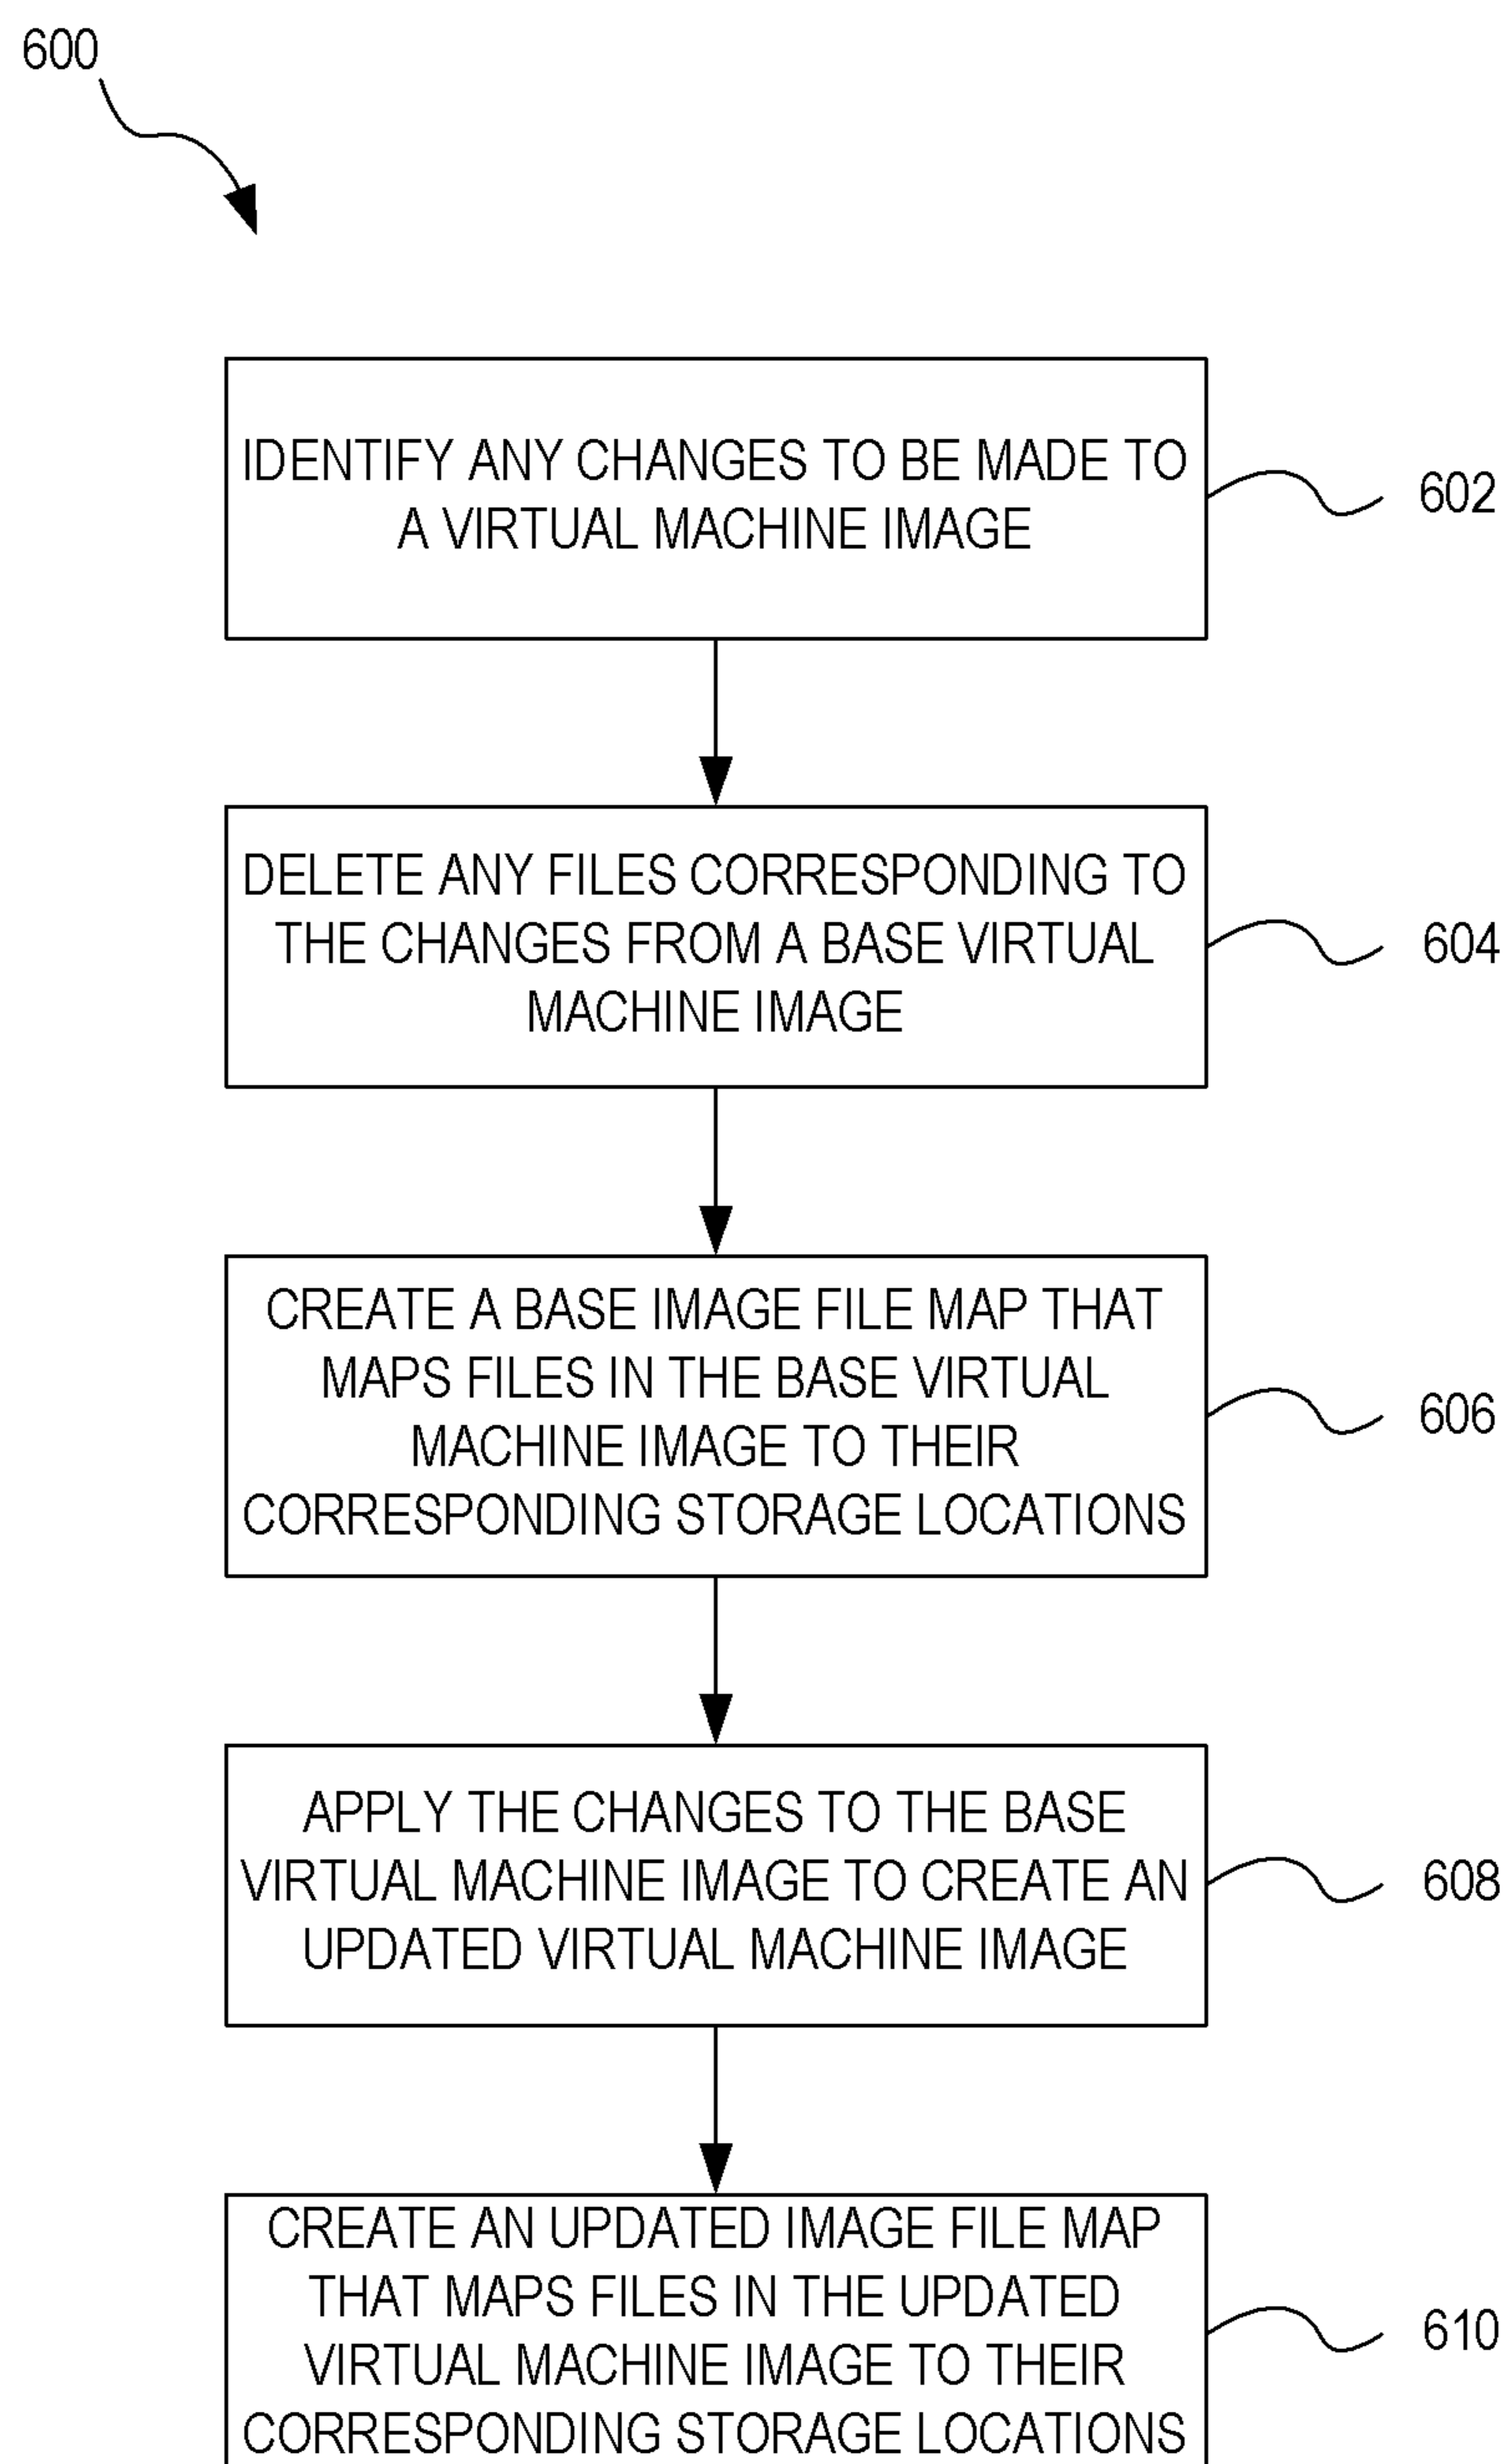 600
IDENTIFY ANY CHANGES TO BE MADE TO
A VIRTUAL MACHINE IMAGE
602
DELETE ANY FILES CORRESPONDING TO
THE CHANGES FROM A BASE VIRTUAL
MACHINE IMAGE
604
CREATE A BASE IMAGE FILE MAP THAT
MAPS FILES IN THE BASE VIRTUAL
MACHINE IMAGE TO THEIR
CORRESPONDING STORAGE LOCATIONS
606
APPLY THE CHANGES TO THE BASE
VIRTUAL MACHINE IMAGE TO CREATE AN
UPDATED VIRTUAL MACHINE IMAGE
608
CREATE AN UPDATED IMAGE FILE MAP
THAT MAPS FILES IN THE UPDATED
VIRTUAL MACHINE IMAGE TO THEIR
CORRESPONDING STORAGE LOCATIONS
610